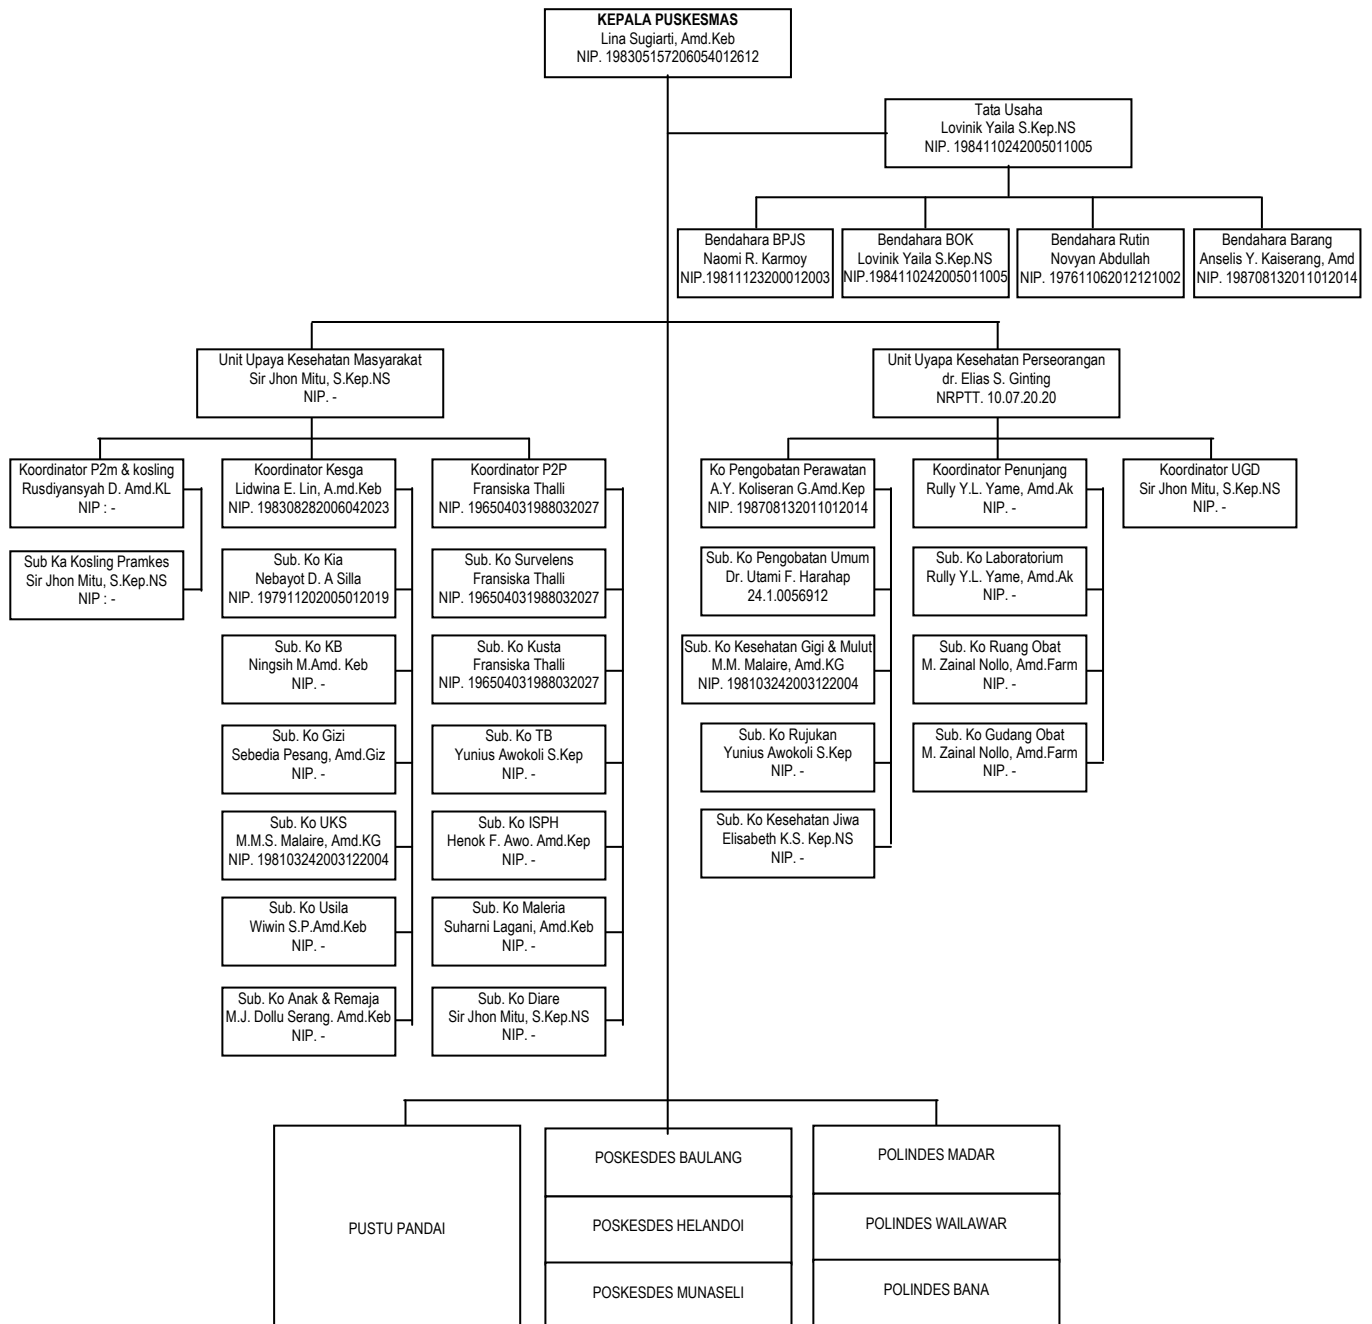 KEPALA PUSKESMAS
Lina Sugiarti, Amd.Keb
NIP. 198305157206054012612
Tata Usaha
Lovinik Yaila S.Kep.NS
NIP. 1984110242005011005
Bendahara BPJS
Naomi R. Karmoy
NIP.19811123200012003
Bendahara BOK
Lovinik Yaila S.Kep.NS
NIP.1984110242005011005
Bendahara Rutin
Novyan Abdullah
NIP. 197611062012121002
Bendahara Barang
Anselis Y. Kaiserang, Amd
NIP. 198708132011012014
Unit Upaya Kesehatan Masyarakat
Sir Jhon Mitu, S.Kep.NS
NIP. -
Unit Uyapa Kesehatan Perseorangan
dr. Elias S. Ginting
NRPTT. 10.07.20.20
Koordinator P2m & kosling
Rusdiyansyah D. Amd.KL
NIP : -
Sub Ka Kosling Pramkes
Sir Jhon Mitu, S.Kep.NS
NIP : -
Koordinator Kesga
Lidwina E. Lin, A.md.Keb
NIP. 198308282006042023
Sub. Ko Kia
Nebayot D. A Silla
NIP. 197911202005012019
Sub. Ko KB
Ningsih M.Amd. Keb
NIP. -
Sub. Ko Gizi
Sebedia Pesang, Amd.Giz
NIP. -
Sub. Ko UKS
M.M.S. Malaire, Amd.KG
NIP. 198103242003122004
Sub. Ko Usila
Wiwin S.P.Amd.Keb
NIP. -
Sub. Ko Anak & Remaja
M.J. Dollu Serang. Amd.Keb
NIP. -
Koordinator P2P
Fransiska Thalli
NIP. 196504031988032027
Sub. Ko Survelens
Fransiska Thalli
NIP. 196504031988032027
Sub. Ko Kusta
Fransiska Thalli
NIP. 196504031988032027
Sub. Ko TB
Yunius Awokoli S.Kep
NIP. -
Sub. Ko ISPH
Henok F. Awo. Amd.Kep
NIP. -
Sub. Ko Maleria
Suharni Lagani, Amd.Keb
NIP. -
Sub. Ko Diare
Sir Jhon Mitu, S.Kep.NS
NIP. -
Ko Pengobatan Perawatan
A.Y. Koliseran G.Amd.Kep
NIP. 198708132011012014
Sub. Ko Pengobatan Umum
Dr. Utami F. Harahap
24.1.0056912
Sub. Ko Kesehatan Gigi & Mulut
M.M. Malaire, Amd.KG
NIP. 198103242003122004
Sub. Ko Rujukan
Yunius Awokoli S.Kep
NIP. -
Sub. Ko Kesehatan Jiwa
Elisabeth K.S. Kep.NS
NIP. -
Koordinator Penunjang
Rully Y.L. Yame, Amd.Ak
NIP. -
Sub. Ko Laboratorium
Rully Y.L. Yame, Amd.Ak
NIP. -
Sub. Ko Ruang Obat
M. Zainal Nollo, Amd.Farm
NIP. -
Sub. Ko Gudang Obat
M. Zainal Nollo, Amd.Farm
NIP. -
Koordinator UGD
Sir Jhon Mitu, S.Kep.NS
NIP. -
PUSTU PANDAI
POSKESDES BAULANG
POSKESDES HELANDOI
POSKESDES MUNASELI
POLINDES MADAR
POLINDES WAILAWAR
POLINDES BANA